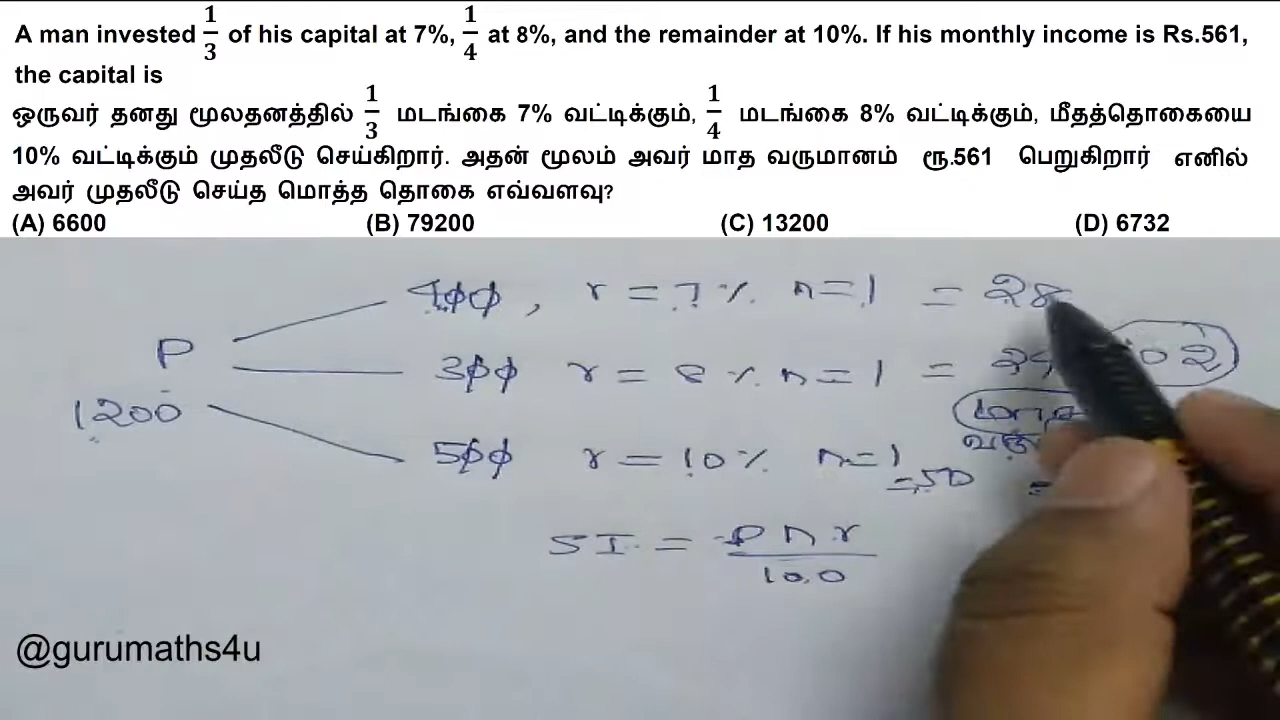 A man invested 1/3 of his capital at 7%, 1/4 at 8%, and the remainder at 10%. If his monthly income is Rs.561,
the capital is
ஒருவர் தனது மூலதனத்தில் 1/3 மடங்கை 7% வட்டிக்கும், 1/4 மடங்கை 8% வட்டிக்கும், மீதத்தொகையை
10% வட்டிக்கும் முதலீடு செய்கிறார். அதன் மூலம் அவர் மாத வருமானம் ரூ.561 பெறுகிறார் எனில்
அவர் முதலீடு செய்த மொத்த தொகை எவ்வளவு?
(A) 6600 (B) 79200 (C) 13200 (D) 6732
400, r = 7% n = 1 = 28
P 300 r = 8% n = 1 = 24 102
1200
500 r = 10% n = 1
= 50
SI = P n r
100
@gurumaths4u